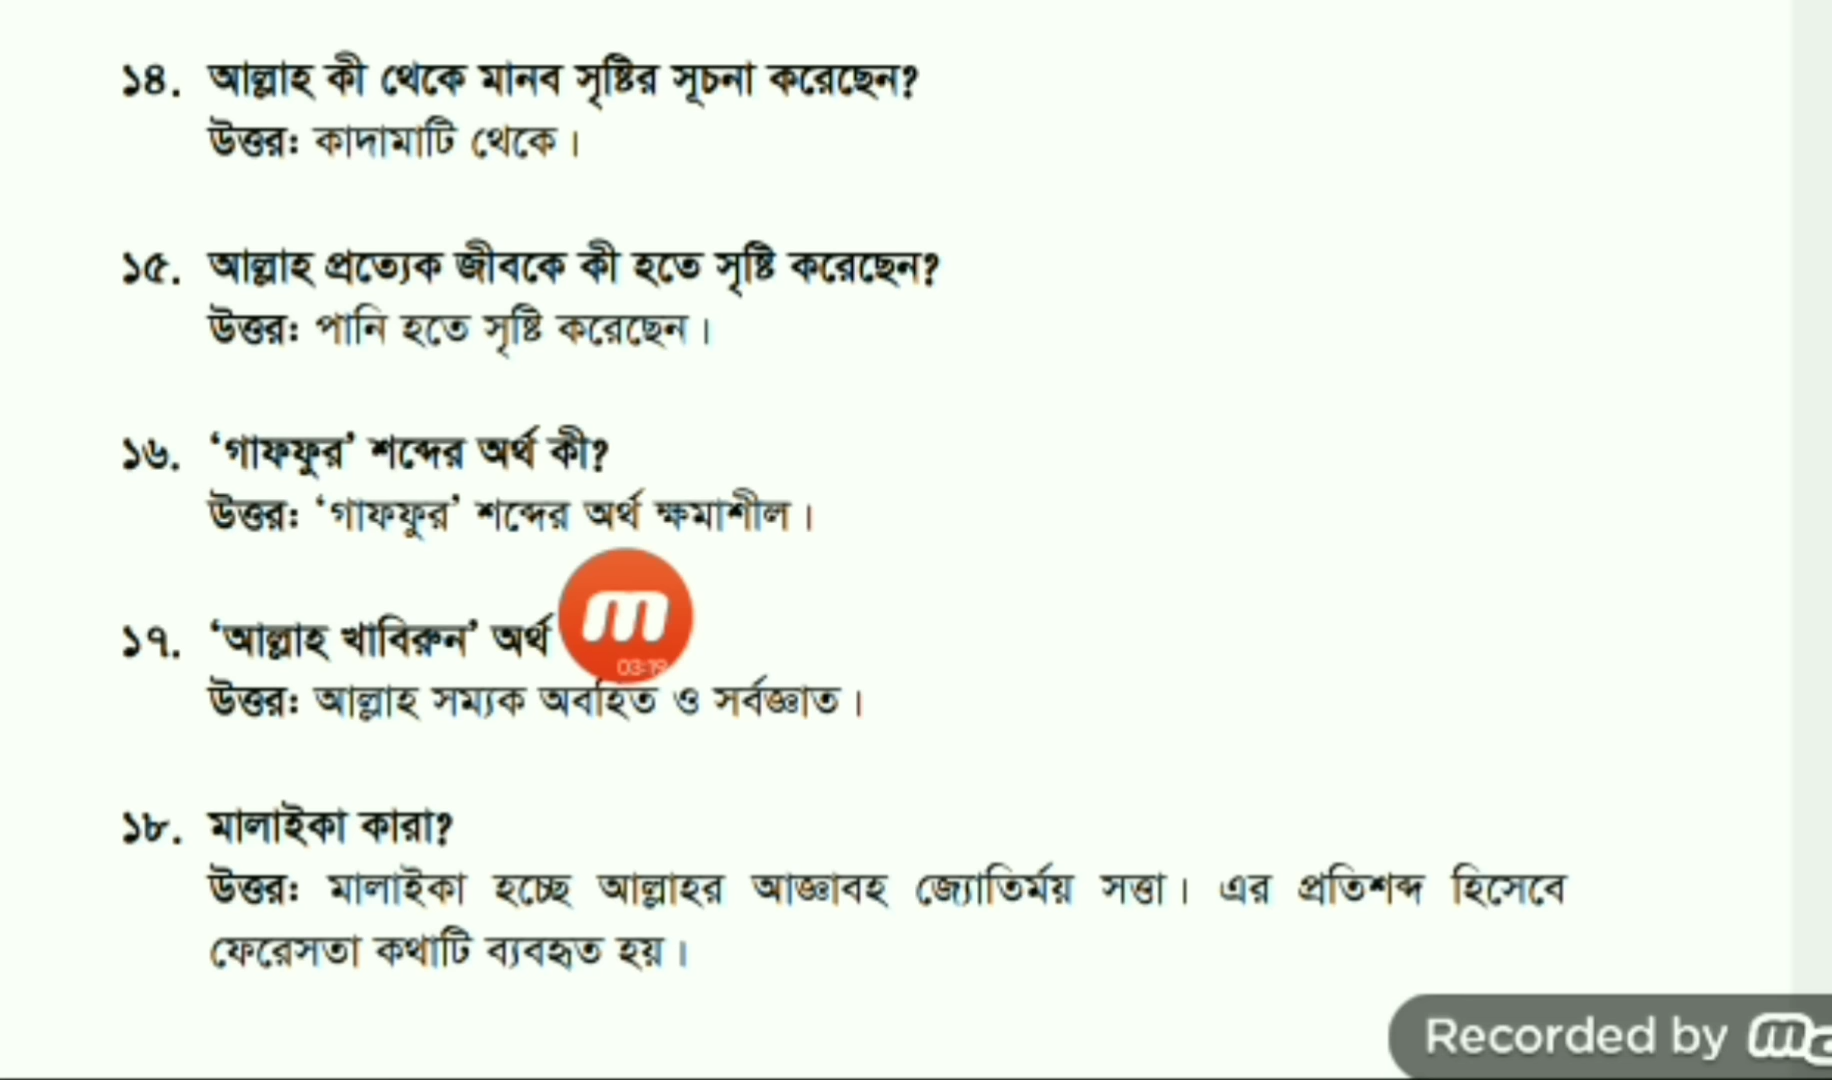 ১৪. আল্লাহ কী থেকে মানব সৃষ্টির সূচনা করেছেন?
উত্তর: কাদামাটি থেকে।
১৫. আল্লাহ প্রত্যেক জীবকে কী হতে সৃষ্টি করেছেন?
উত্তর: পানি হতে সৃষ্টি করেছেন।
১৬. ‘গাফফুর’ শব্দের অর্থ কী?
উত্তর: ‘গাফফুর’ শব্দের অর্থ ক্ষমাশীল।
১৭. ‘আল্লাহ খাবিরুন’ অর্থ
03:19
উত্তর: আল্লাহ সম্যক অবহিত ও সর্বজ্ঞাত।
১৮. মালাইকা কারা?
উত্তর: মালাইকা হচ্ছে আল্লাহর আজ্ঞাবহ জ্যোতির্ময় সত্তা। এর প্রতিশব্দ হিসেবে
ফেরেসতা কথাটি ব্যবহৃত হয়।
Recorded by